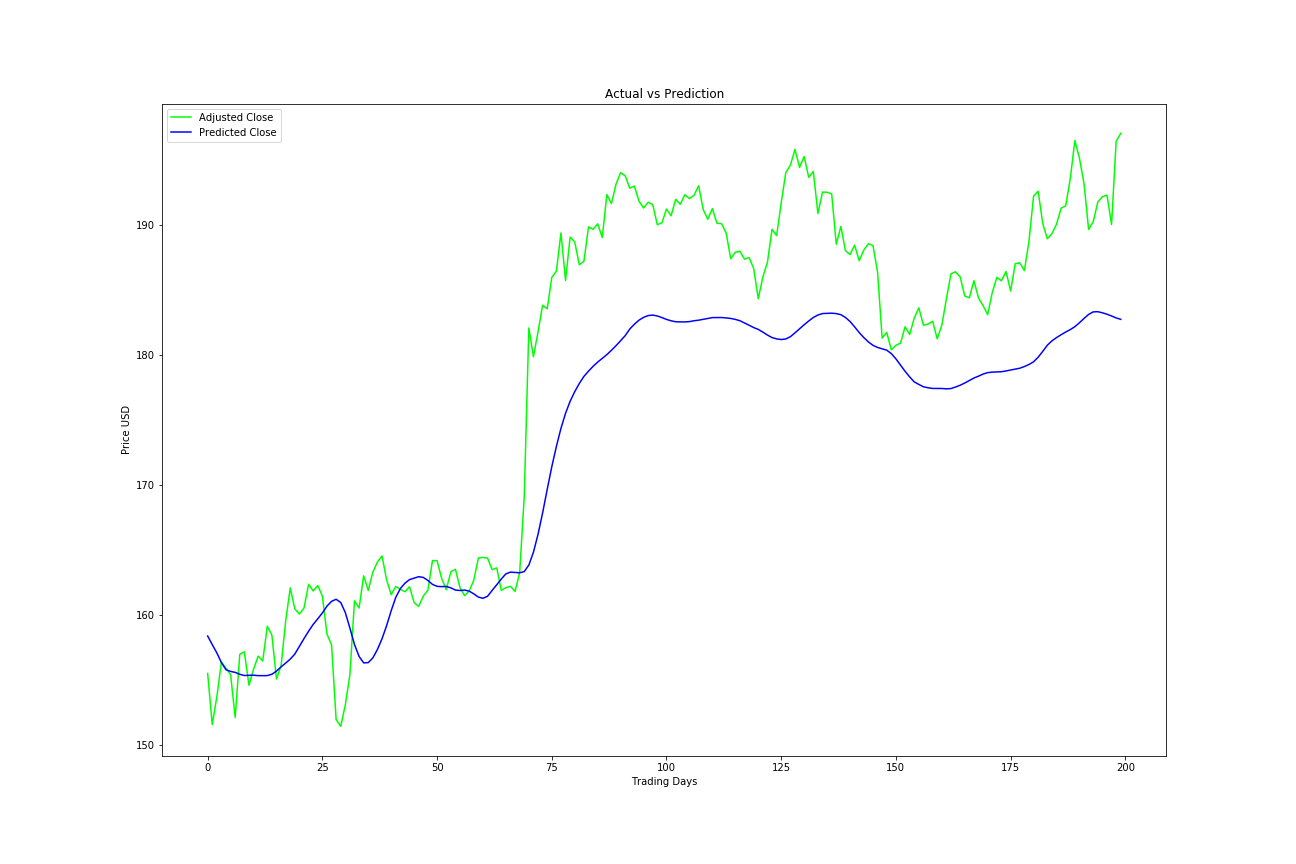 Actual vs Prediction
Adjusted Close
Predicted Close
Price USD
190
180
170
160
150
0 25 50 75 100 125 150 175 200
Trading Days